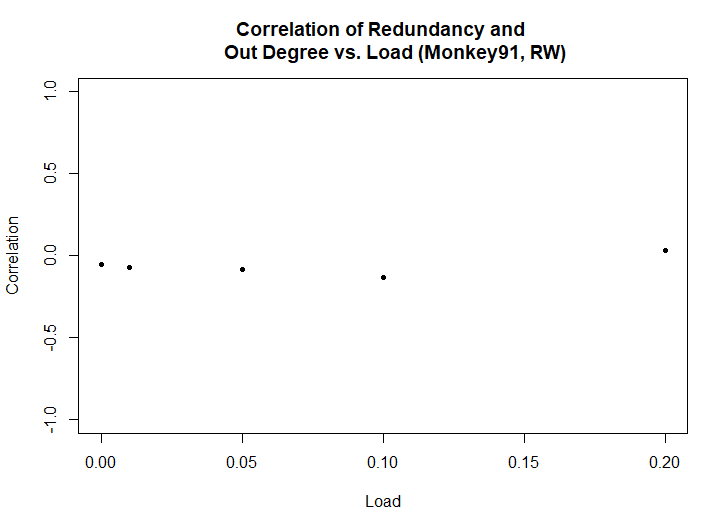 Correlation of Redundancy and
Out Degree vs. Load (Monkey91, RW)
1.0
0.5
0.0
-0.5
-1.0
Correlation
0.00
0.05
0.10
0.15
0.20
Load